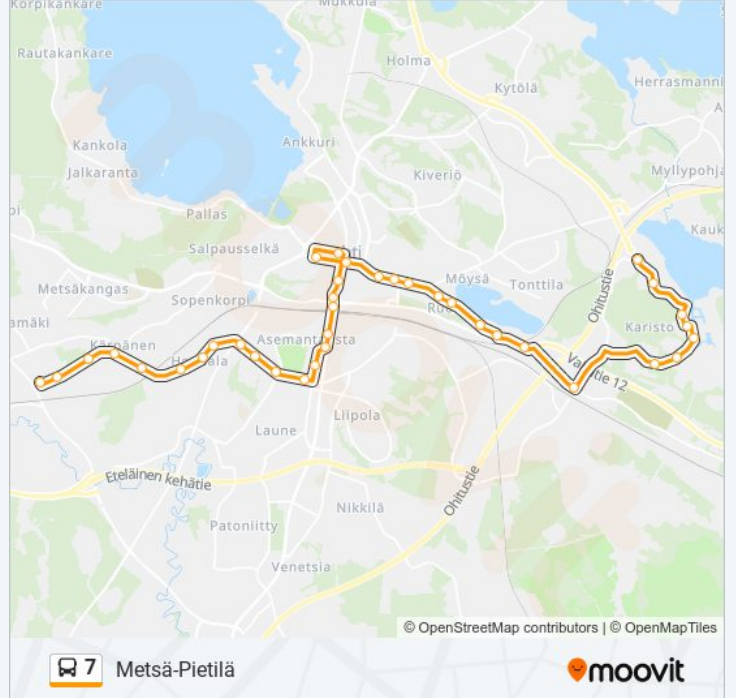 Korpikankare
Mukkula
Rautakankare
Holma
Kytölä
Herrasmanni
Ankkuri
Kankola
Jalkaranta
Kiveriö
Myllypohja
Pallas
Salpausselkä
Kauk
Möysä
Tonttila
Metsäkangas
Sopenkorpi
Ohitustie
Karisto
amäki
Kärpänen
Asemantausta
Valtatie 12
Liipola
Laune
Eteläinen kehätie
Ohitustie
Nikkilä
Patoniitty
Venetsia
© OpenStreetMap contributors | © OpenMapTiles
7 Metsä-Pietilä
moovit